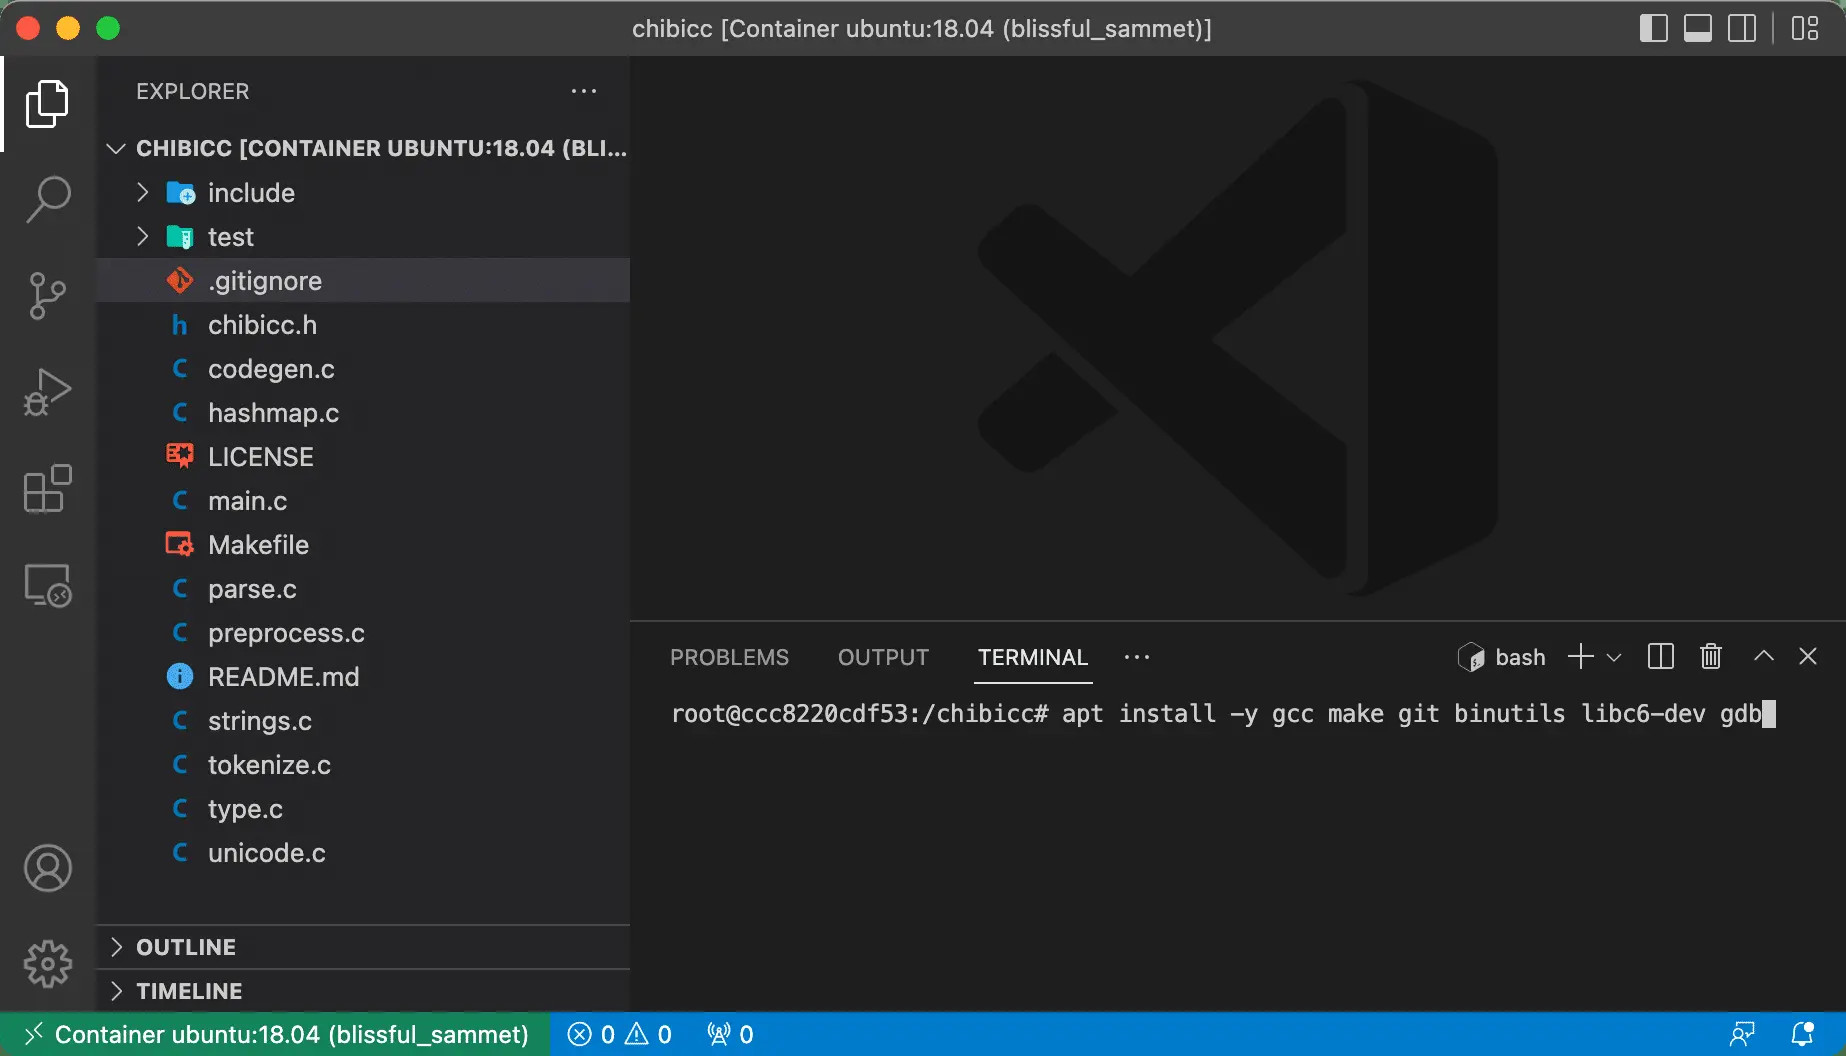 chibicc [Container ubuntu:18.04 (blissful_sammet)]
EXPLORER
CHIBICC [CONTAINER UBUNTU:18.04 (BLI...
include
test
.gitignore
chibicc.h
codegen.c
hashmap.c
LICENSE
main.c
Makefile
parse.c
preprocess.c
README.md
strings.c
tokenize.c
type.c
unicode.c
OUTLINE
TIMELINE
PROBLEMS OUTPUT TERMINAL ...
bash
root@ccc8220cdf53:/chibicc# apt install -y gcc make git binutils libc6-dev gdb
Container ubuntu:18.04 (blissful_sammet) 0 0 0